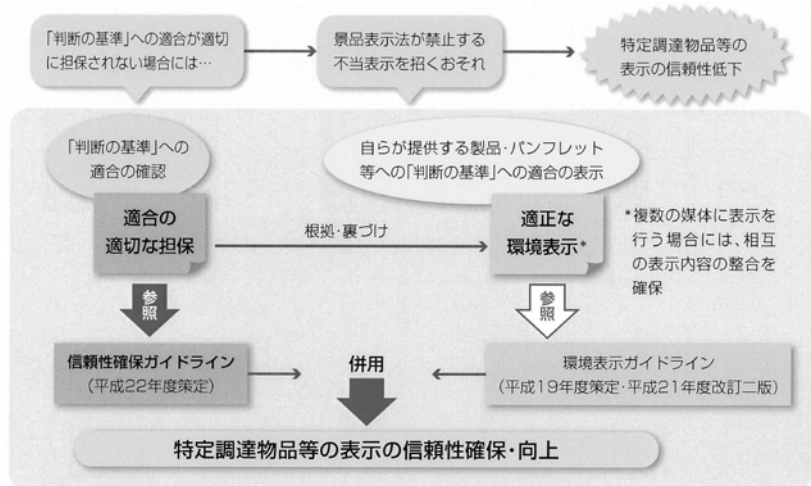 「判断の基準」への適合が適切
に担保されない場合には…
景品表示法が禁止する
不当表示を招くおそれ
特定調達物品等の
表示の信頼性低下
「判断の基準」への
適合の確認
自らが提供する製品・パンフレット
等への「判断の基準」への適合の表示
適合の
適切な担保
根拠・裏づけ
適正な
環境表示*
*複数の媒体に表示を
行う場合には、相互
の表示内容の整合を
確保
参照
参照
信頼性確保ガイドライン
(平成22年度策定)
併用
環境表示ガイドライン
(平成19年度策定・平成21年度改訂二版)
特定調達物品等の表示の信頼性確保・向上